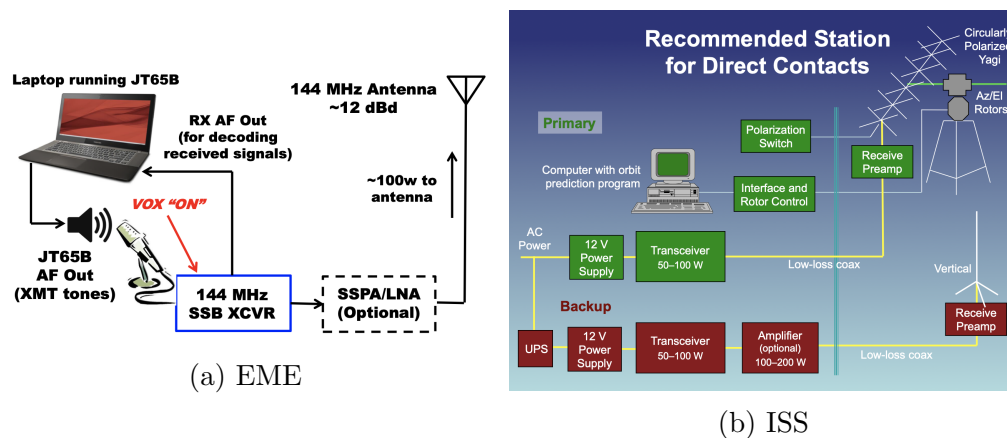 Laptop running JT65B
RX AF Out
(for decoding
received signals)
144 MHz Antenna
~12 dBd
~100w to
antenna
VOX “ON”
JT65B
AF Out
(XMT tones)
144 MHz
SSB XCVR
SSPA/LNA
(Optional)
(a) EME
Recommended Station
for Direct Contacts
Circularly
Polarized
Yagi
Az/El
Rotors
Primary
Polarization
Switch
Receive
Preamp
Computer with orbit
prediction program
Interface and
Rotor Control
AC
Power
12 V
Power
Supply
Transceiver
50–100 W
Low-loss coax
Vertical
Backup
Receive
Preamp
UPS
12 V
Power
Supply
Transceiver
50–100 W
Amplifier
(optional)
100–200 W
Low-loss coax
(b) ISS